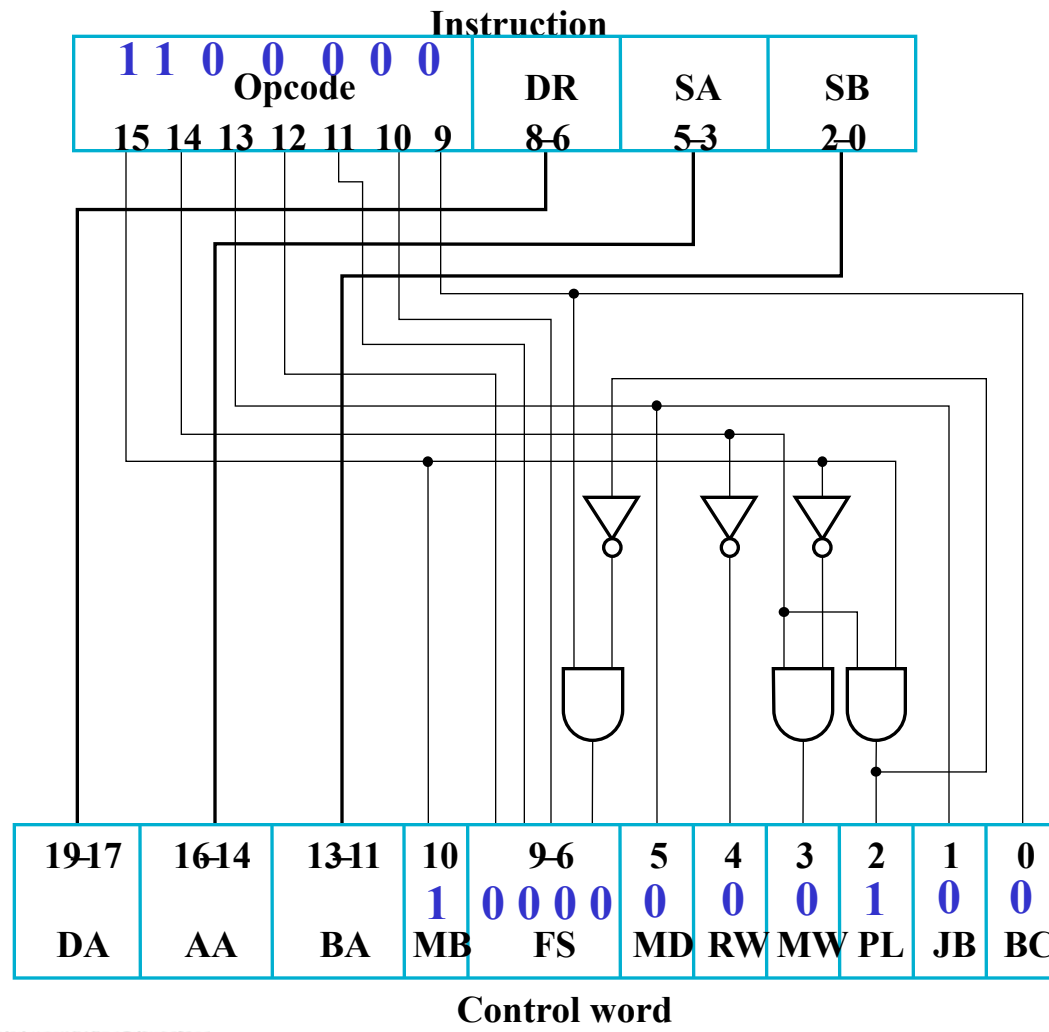 Instruction
1 1 0 0 0 0 0
Opcode DR SA SB
15 14 13 12 11 10 9 8-6 5-3 2-0
19-17 16-14 13-11 10 9-6 5 4 3 2 1 0
1 0 0 0 0 0 0 0 1 0 0
DA AA BA MB FS MD RW MW PL JB BC
Control word